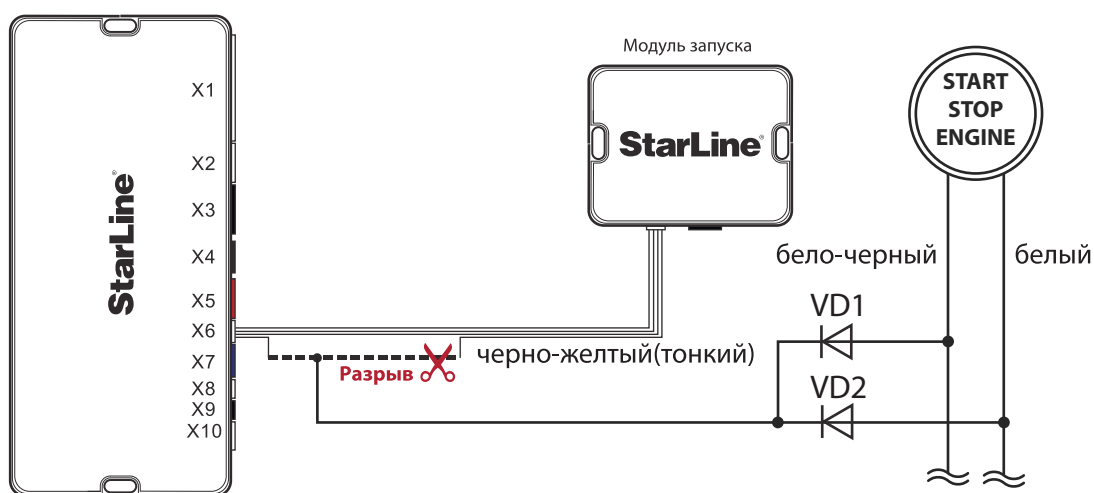 Модуль запуска
START
STOP
ENGINE
StarLine®
StarLine®
X1
X2
X3
X4
X5
X6
X7
X8
X9
X10
бело-черный
белый
VD1
черно-желтый(тонкий)
Разрыв
VD2